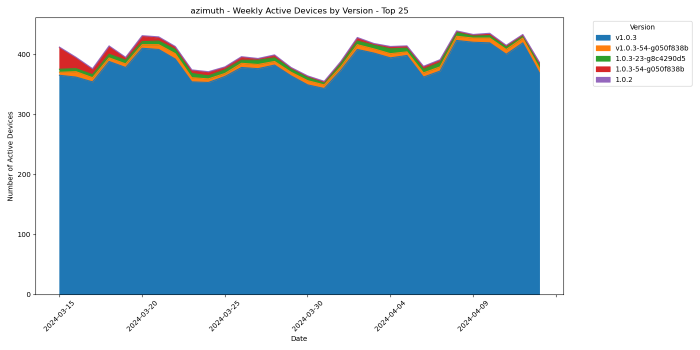 azimuth - Weekly Active Devices by Version - Top 25
Version
v1.0.3
v1.0.3-54-g050f838b
1.0.3-23-g8c4290d5
1.0.3-54-g050f838b
1.0.2
Number of Active Devices
400
300
200
100
0
2024-03-15
2024-03-20
2024-03-25
2024-03-30
2024-04-04
2024-04-09
Date